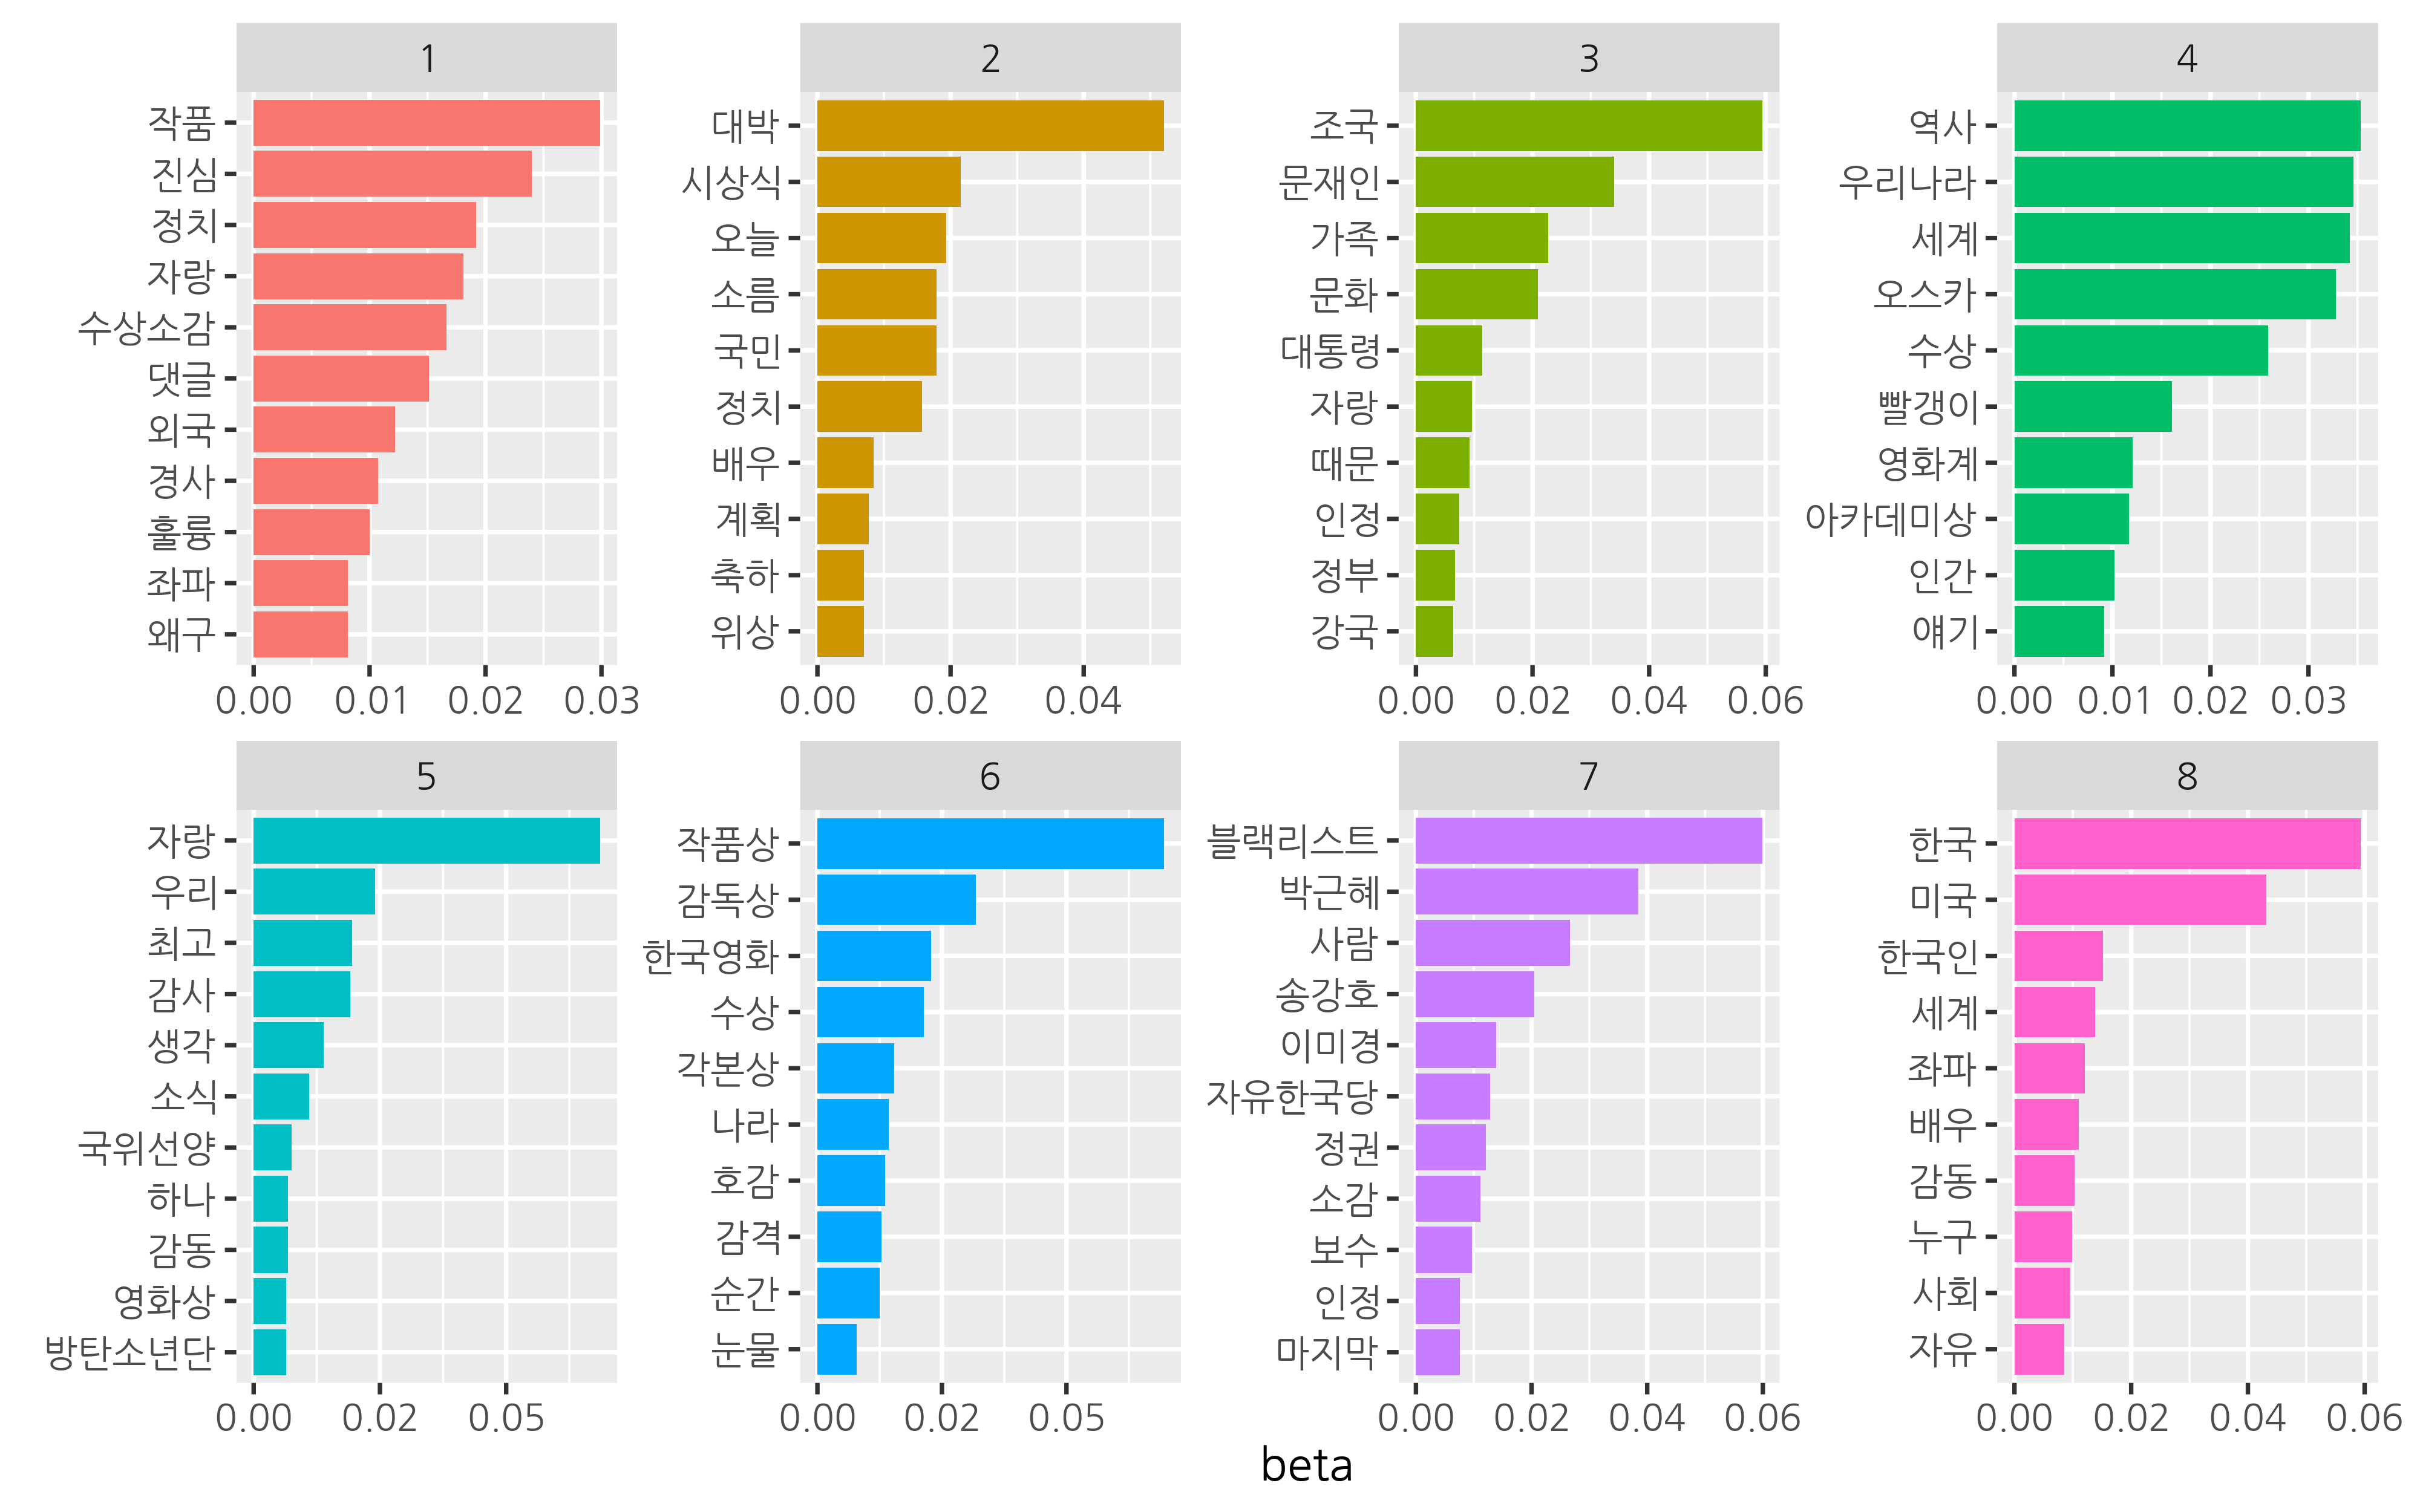 1
작품
진심
정치
자랑
수상소감
댓글
외국
경사
훌륭
좌파
왜구
0.00 0.01 0.02 0.03
2
대박
시상식
오늘
소름
국민
정치
배우
계획
축하
위상
0.00 0.02 0.04
3
조국
문재인
가족
문화
대통령
자랑
때문
인정
정부
강국
0.00 0.02 0.04 0.06
4
역사
우리나라
세계
오스카
수상
빨갱이
영화계
아카데미상
인간
얘기
0.00 0.01 0.02 0.03
5
자랑
우리
최고
감사
생각
소식
국위선양
하나
감동
영화상
방탄소년단
0.00 0.02 0.05
6
작품상
감독상
한국영화
수상
각본상
나라
호감
감격
순간
눈물
0.00 0.02 0.05
7
블랙리스트
박근혜
사람
송강호
이미경
자유한국당
정권
소감
보수
인정
마지막
0.00 0.02 0.04 0.06
8
한국
미국
한국인
세계
좌파
배우
감동
누구
사회
자유
0.00 0.02 0.04 0.06
beta